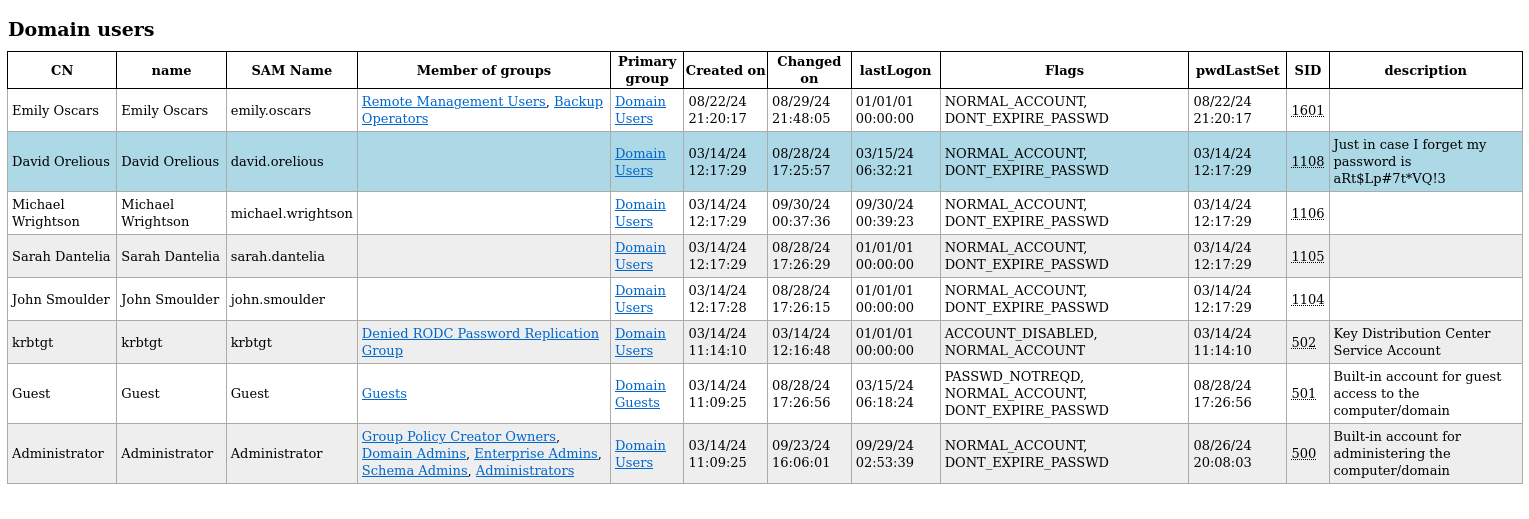 Domain users
CN name SAM Name Member of groups Primary group Created on Changed on lastLogon Flags pwdLastSet SID description
Emily Oscars Emily Oscars emily.oscars Remote Management Users, Backup Operators Domain Users 08/22/24 21:20:17 08/29/24 21:48:05 01/01/01 00:00:00 NORMAL_ACCOUNT, DONT_EXPIRE_PASSWD 08/22/24 21:20:17 1601
David Orelious David Orelious david.orelious Domain Users 03/14/24 12:17:29 08/28/24 17:25:57 03/15/24 06:32:21 NORMAL_ACCOUNT, DONT_EXPIRE_PASSWD 03/14/24 12:17:29 1108 Just in case I forget my password is aRt$Lp#7t*VQ!3
Michael Wrightson Michael Wrightson michael.wrightson Domain Users 03/14/24 12:17:29 09/30/24 00:37:36 09/30/24 00:39:23 NORMAL_ACCOUNT, DONT_EXPIRE_PASSWD 03/14/24 12:17:29 1106
Sarah Dantelia Sarah Dantelia sarah.dantelia Domain Users 03/14/24 12:17:29 08/28/24 17:26:29 01/01/01 00:00:00 NORMAL_ACCOUNT, DONT_EXPIRE_PASSWD 03/14/24 12:17:29 1105
John Smoulder John Smoulder john.smoulder Domain Users 03/14/24 12:17:28 08/28/24 17:26:15 01/01/01 00:00:00 NORMAL_ACCOUNT, DONT_EXPIRE_PASSWD 03/14/24 12:17:29 1104
krbtgt krbtgt krbtgt Denied RODC Password Replication Group Domain Users 03/14/24 11:14:10 03/14/24 12:16:48 01/01/01 00:00:00 ACCOUNT_DISABLED, NORMAL_ACCOUNT 03/14/24 11:14:10 502 Key Distribution Center Service Account
Guest Guest Guest Guests Domain Guests 03/14/24 11:09:25 08/28/24 17:26:56 03/15/24 06:18:24 PASSWD_NOTREQD, NORMAL_ACCOUNT, DONT_EXPIRE_PASSWD 08/28/24 17:26:56 501 Built-in account for guest access to the computer/domain
Administrator Administrator Administrator Group Policy Creator Owners, Domain Admins, Enterprise Admins, Schema Admins, Administrators Domain Users 03/14/24 11:09:25 09/23/24 16:06:01 09/29/24 02:53:39 NORMAL_ACCOUNT, DONT_EXPIRE_PASSWD 08/26/24 20:08:03 500 Built-in account for administering the computer/domain